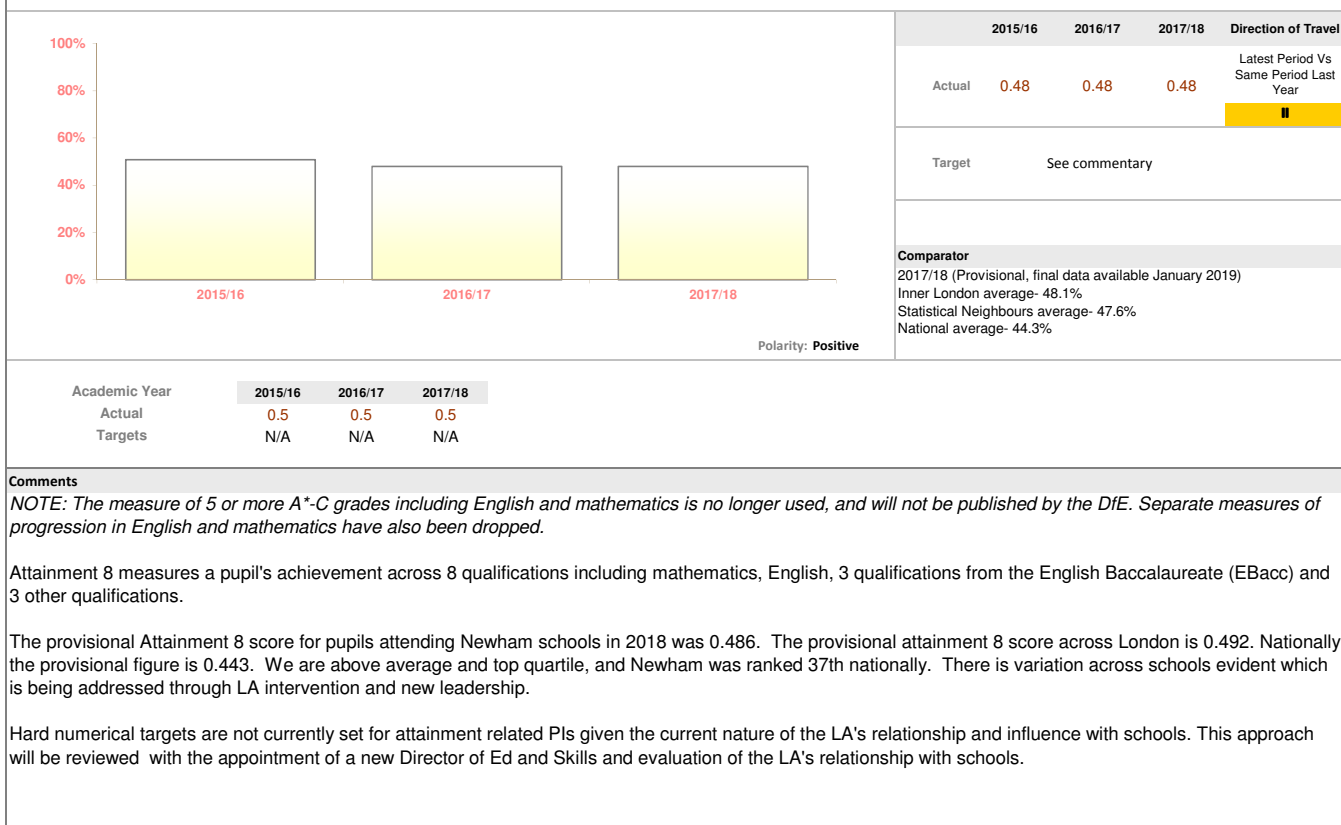 100%
80%
60%
40%
20%
0%
2015/16 2016/17 2017/18
Polarity: Positive
2015/16 2016/17 2017/18 Direction of Travel
Actual 0.48 0.48 0.48
Latest Period Vs
Same Period Last
Year
Target See commentary
Comparator
2017/18 (Provisional, final data available January 2019)
Inner London average- 48.1%
Statistical Neighbours average- 47.6%
National average- 44.3%
Academic Year 2015/16 2016/17 2017/18
Actual 0.5 0.5 0.5
Targets N/A N/A N/A
Comments
NOTE: The measure of 5 or more A*-C grades including English and mathematics is no longer used, and will not be published by the DfE. Separate measures of
progression in English and mathematics have also been dropped.
Attainment 8 measures a pupil's achievement across 8 qualifications including mathematics, English, 3 qualifications from the English Baccalaureate (EBacc) and
3 other qualifications.
The provisional Attainment 8 score for pupils attending Newham schools in 2018 was 0.486. The provisional attainment 8 score across London is 0.492. Nationally
the provisional figure is 0.443. We are above average and top quartile, and Newham was ranked 37th nationally. There is variation across schools evident which
is being addressed through LA intervention and new leadership.
Hard numerical targets are not currently set for attainment related PIs given the current nature of the LA's relationship and influence with schools. This approach
will be reviewed with the appointment of a new Director of Ed and Skills and evaluation of the LA's relationship with schools.